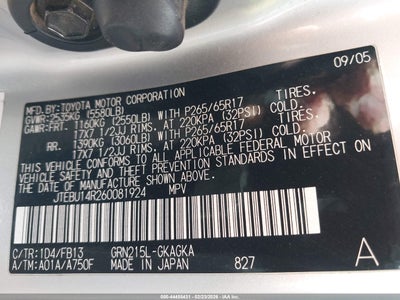 09/05
MFD. BY: TOYOTA MOTOR CORPORATION
GVWR: 2535KG (5580LB)
GAWR: FRT. 1160KG (2550LB) WITH P265/65R17 TIRES.
17X7 1/2JJ RIMS, AT 220KPA (32PSI) COLD.
RR. 1390KG (3060LB) WITH P265/65R17 TIRES.
17X7 1/2JJ RIMS, AT 220KPA (32PSI) COLD.
THIS VEHICLE CONFORMS TO ALL APPLICABLE FEDERAL MOTOR
VEHICLE SAFETY AND THEFT PREVENTION STANDARDS IN EFFECT
ON THE DATE OF MANUFACTURE SHOWN ABOVE.
JTEBU14R260081924 MPV
C/TR: 1D4/FB13 GRN215L-GKAGKA
A/TM: A01A/A750F MADE IN JAPAN 827
A